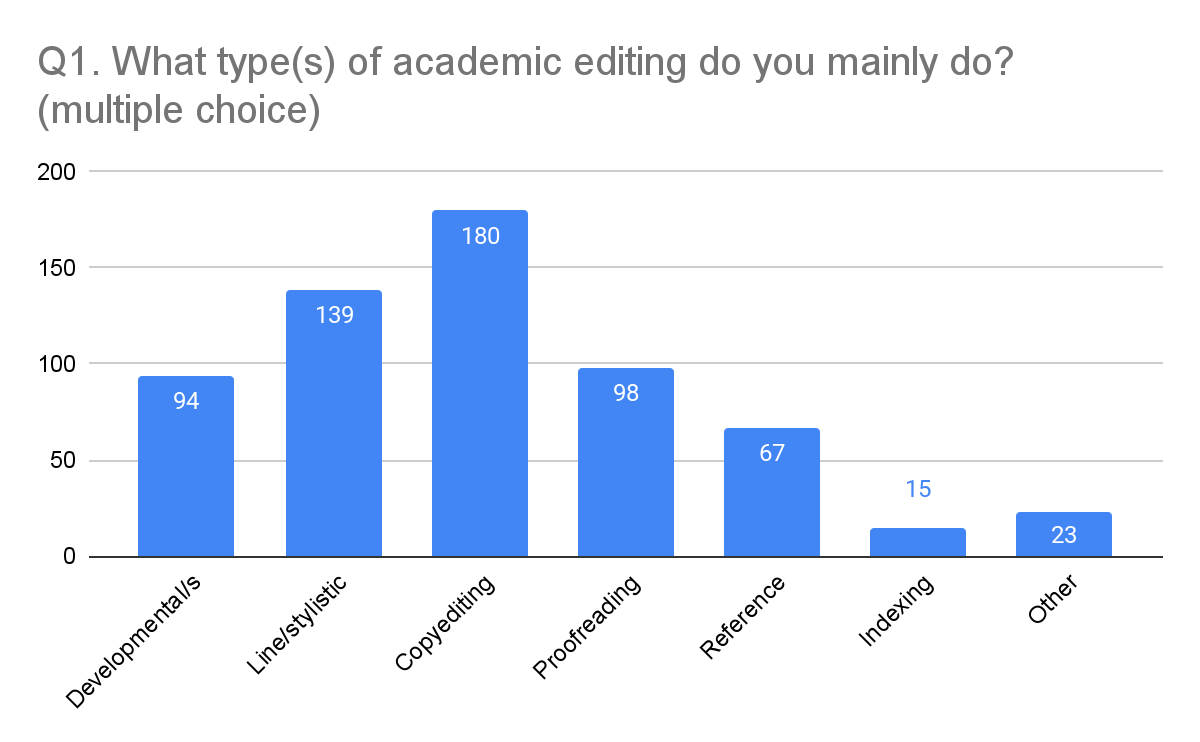 Q1. What type(s) of academic editing do you mainly do?
(multiple choice)
200
150
100
50
0
94
139
180
98
67
15
23
Developmental/s
Line/stylistic
Copyediting
Proofreading
Reference
Indexing
Other